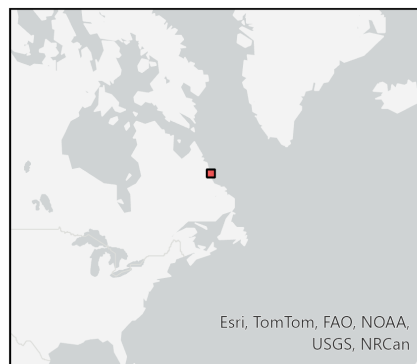 Esri, TomTom, FAO, NOAA,
USGS, NRCan